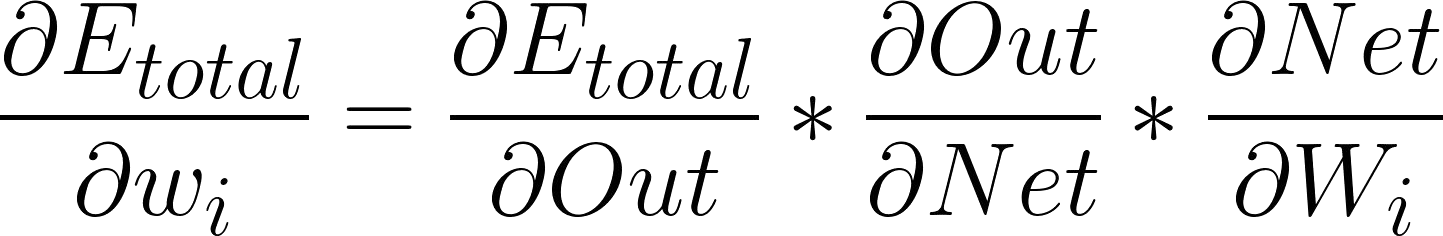 ∂E_total/∂w_i = ∂E_total/∂Out * ∂Out/∂Net * ∂Net/∂W_i